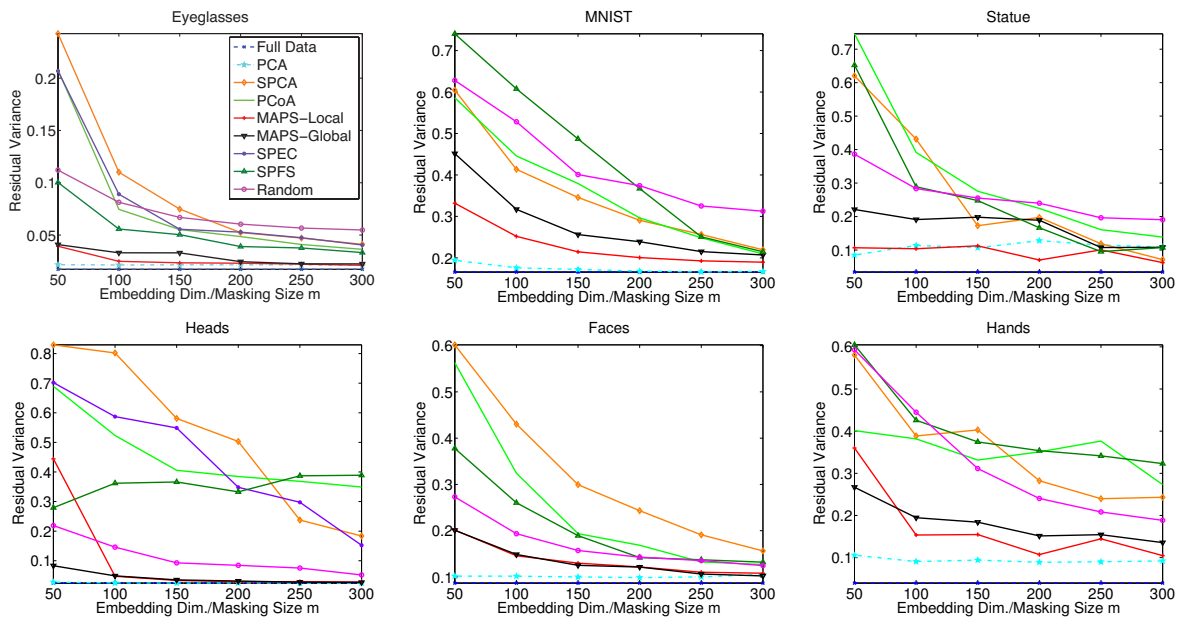 Eyeglasses
Residual Variance
0.2
0.15
0.1
0.05
50 100 150 200 250 300
Embedding Dim./Masking Size m
Full Data
PCA
SPCA
PCoA
MAPS-Local
MAPS-Global
SPEC
SPFS
Random
MNIST
Residual Variance
0.7
0.6
0.5
0.4
0.3
0.2
50 100 150 200 250 300
Embedding Dim./Masking Size m
Statue
Residual Variance
0.7
0.6
0.5
0.4
0.3
0.2
0.1
50 100 150 200 250 300
Embedding Dim./Masking Size m
Heads
Residual Variance
0.8
0.7
0.6
0.5
0.4
0.3
0.2
0.1
50 100 150 200 250 300
Embedding Dim./Masking Size m
Faces
Residual Variance
0.6
0.5
0.4
0.3
0.2
0.1
50 100 150 200 250 300
Embedding Dim./Masking Size m
Hands
Residual Variance
0.6
0.5
0.4
0.3
0.2
0.1
50 100 150 200 250 300
Embedding Dim./Masking Size m